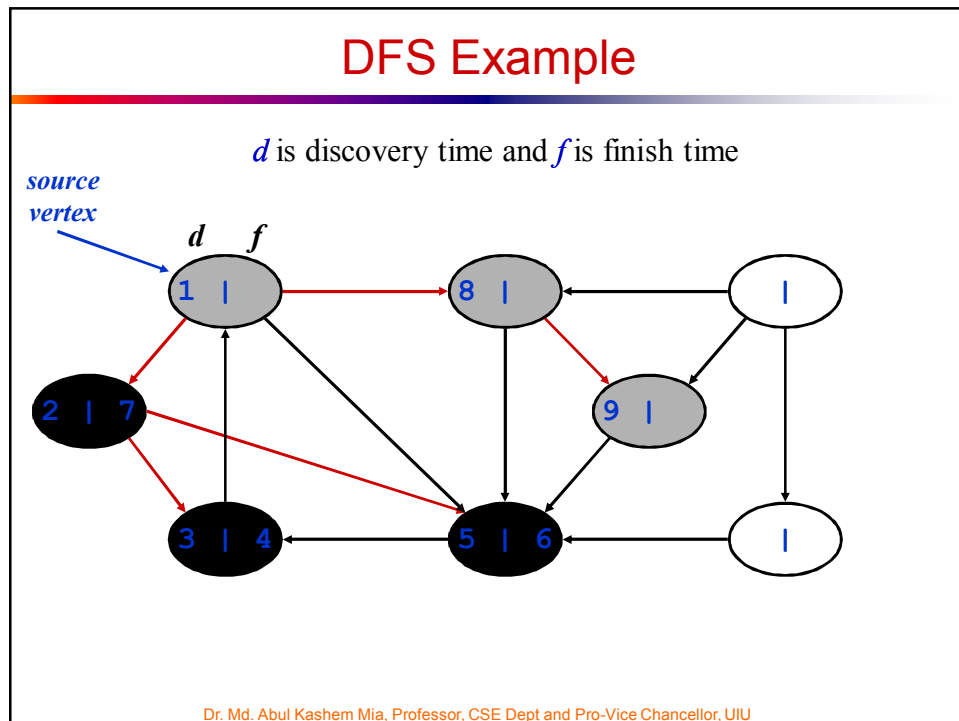 DFS Example
d is discovery time and f is finish time
source
vertex
d f
1 |
8 |
|
2 | 7
9 |
3 | 4
5 | 6
|
Dr. Md. Abul Kashem Mia, Professor, CSE Dept and Pro-Vice Chancellor, UIU